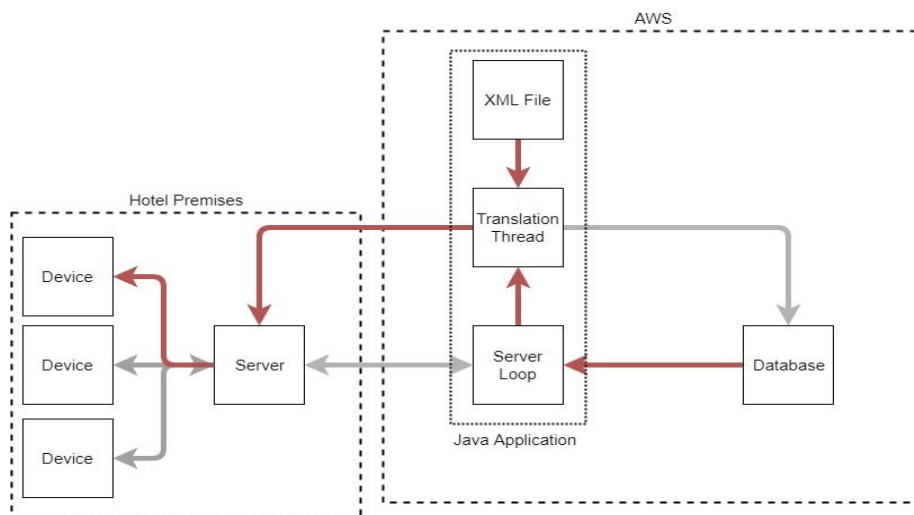 AWS
XML File
Hotel Premises
Translation
Thread
Device
Device
Server
Server
Loop
Database
Java Application
Device